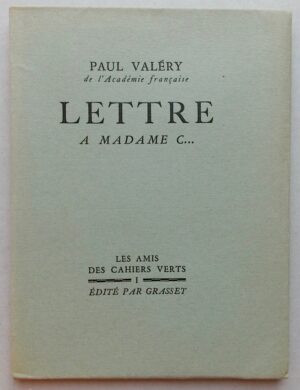 PAUL VALÉRY
de l'Académie française
LETTRE
A MADAME C...
LES AMIS
DES CAHIERS VERTS
I
ÉDITÉ PAR GRASSET